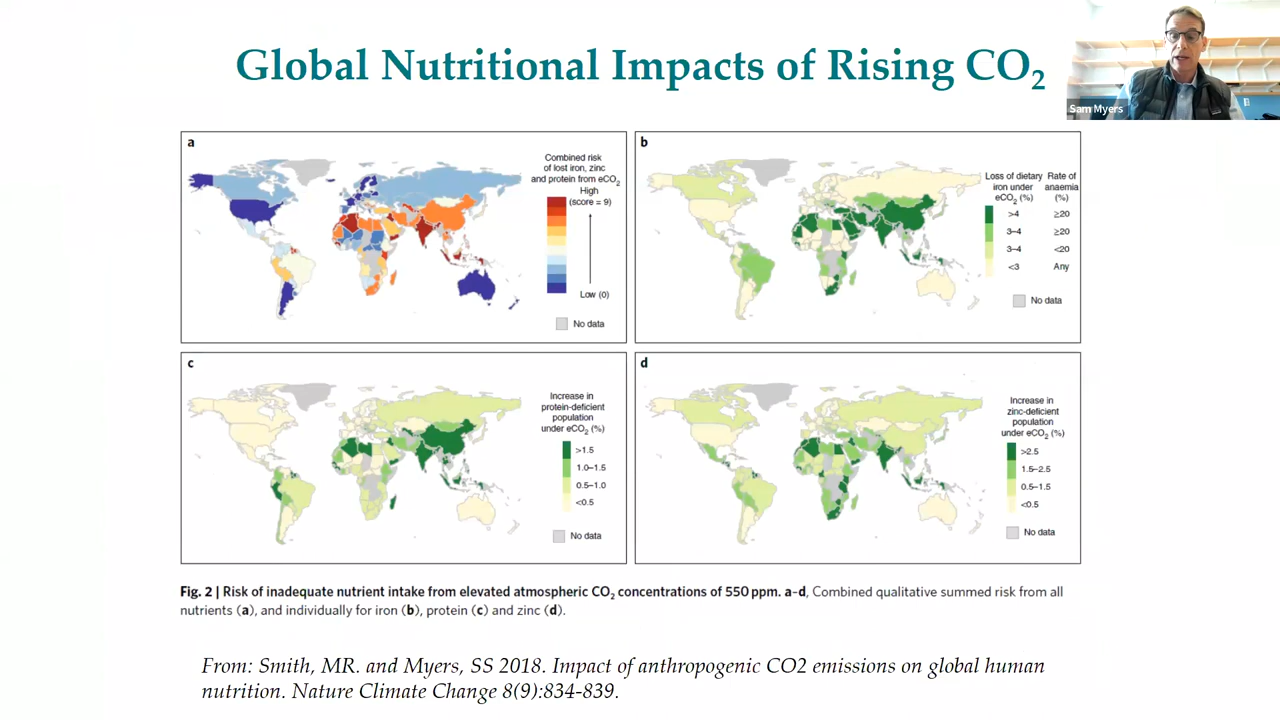 Global Nutritional Impacts of Rising CO2
Sam Myers
a
Combined risk
of lost iron, zinc
and protein from eCO2
High
(score = 9)
Low (0)
No data
b
Loss of dietary
iron under
eCO2 (%)
Rate of
anaemia
(%)
>4 ≥20
3–4 ≥20
3–4 <20
<3 Any
No data
c
Increase in
protein-deficient
population
under eCO2 (%)
>1.5
1.0–1.5
0.5–1.0
<0.5
No data
d
Increase in
zinc-deficient
population
under eCO2 (%)
>2.5
1.5–2.5
0.5–1.5
<0.5
No data
Fig. 2 | Risk of inadequate nutrient intake from elevated atmospheric CO2 concentrations of 550 ppm. a–d, Combined qualitative summed risk from all
nutrients (a), and individually for iron (b), protein (c) and zinc (d).
From: Smith, MR. and Myers, SS 2018. Impact of anthropogenic CO2 emissions on global human
nutrition. Nature Climate Change 8(9):834-839.